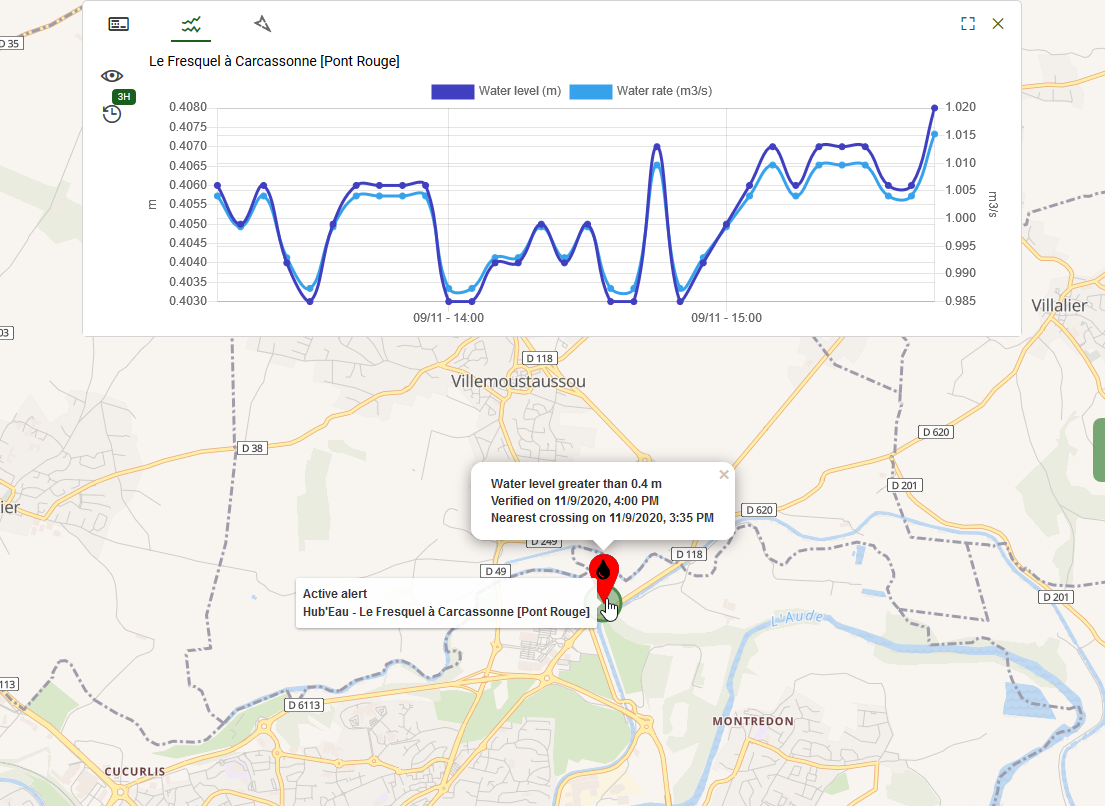 D 35
3H
Le Fresquel à Carcassonne [Pont Rouge]
Water level (m)
Water rate (m3/s)
0.4080
0.4075
0.4070
0.4065
0.4060
0.4055
0.4050
0.4045
0.4040
0.4035
0.4030
m
1.020
1.015
1.010
1.005
1.000
0.995
0.990
0.985
m3/s
09/11 - 14:00
09/11 - 15:00
Villalier
03
D 118
Villemoustaussou
D 38
D 620
D 201
ier
Water level greater than 0.4 m
Verified on 11/9/2020, 4:00 PM
Nearest crossing on 11/9/2020, 3:35 PM
D 620
D 249
D 118
D 49
Active alert
Hub'Eau - Le Fresquel à Carcassonne [Pont Rouge]
D 201
L'Aude
113
D 6113
MONTREDON
CUCURLIS